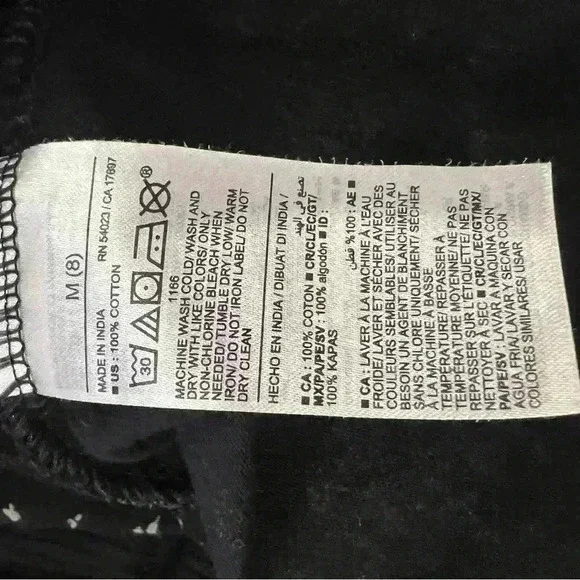 M (8)
RN 54023 / CA 17897
MADE IN INDIA
■ US : 100% COTTON
30
1166
MACHINE WASH COLD/ WASH AND
DRY WITH LIKE COLORS/ ONLY
NON-CHLORINE BLEACH WHEN
NEEDED/ TUMBLE DRY LOW/ WARM
IRON/ DO NOT IRON LABEL/ DO NOT
DRY CLEAN
HECHO EN INDIA / DIBUAT DI INDIA /
تصنع في الهند
■ CA : 100% COTON ■ CR/CL/EC/GT/
MX/PA/PE/SV : 100% algodón ■ ID :
100% KAPAS
■ AE : 100% قطن
■ CA : LAVER À LA MACHINE À L'EAU
FROIDE/ LAVER ET SÉCHER AVEC DES
COULEURS SEMBLABLES/ UTILISER AU
BESOIN UN AGENT DE BLANCHIMENT
SANS CHLORE UNIQUEMENT/ SÉCHER
À LA MACHINE À BASSE
TEMPÉRATURE/ REPASSER À
TEMPÉRATURE MOYENNE/ NE PAS
REPASSER SUR L'ÉTIQUETTE/ NE PAS
NETTOYER À SEC ■ CR/CL/EC/GT/MX/
PA/PE/SV : LAVAR A MAQUINA CON
AGUA FRÍA/ LAVAR Y SECAR CON
COLORES SIMILARES/ USAR